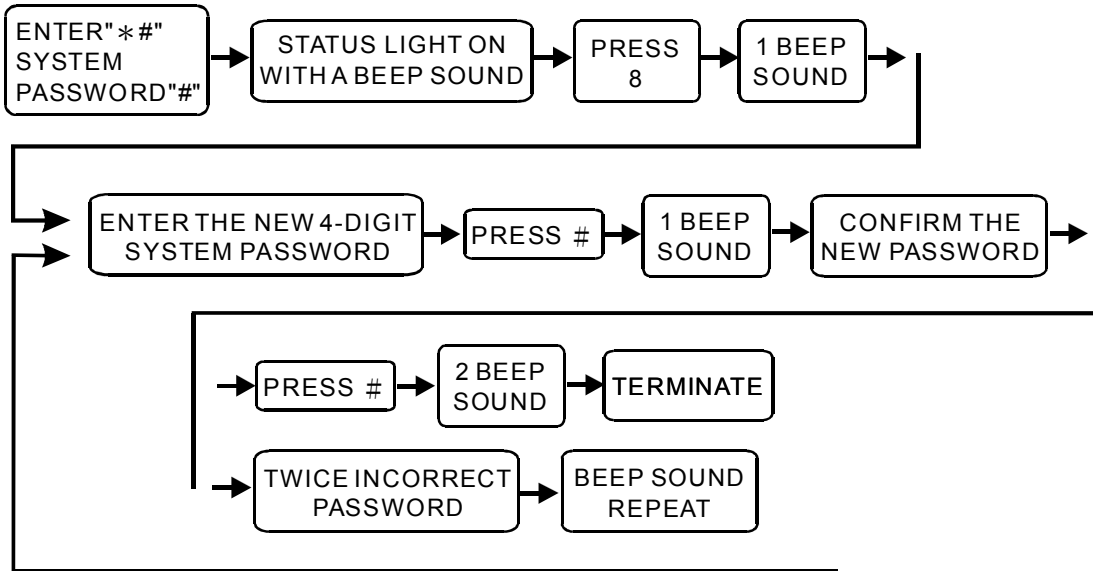 ENTER"＊#"
SYSTEM
PASSWORD"#"
STATUS LIGHT ON
WITH A BEEP SOUND
PRESS
8
1 BEEP
SOUND
ENTER THE NEW 4-DIGIT
SYSTEM PASSWORD
PRESS #
1 BEEP
SOUND
CONFIRM THE
NEW PASSWORD
PRESS #
2 BEEP
SOUND
TERMINATE
TWICE INCORRECT
PASSWORD
BEEP SOUND
REPEAT